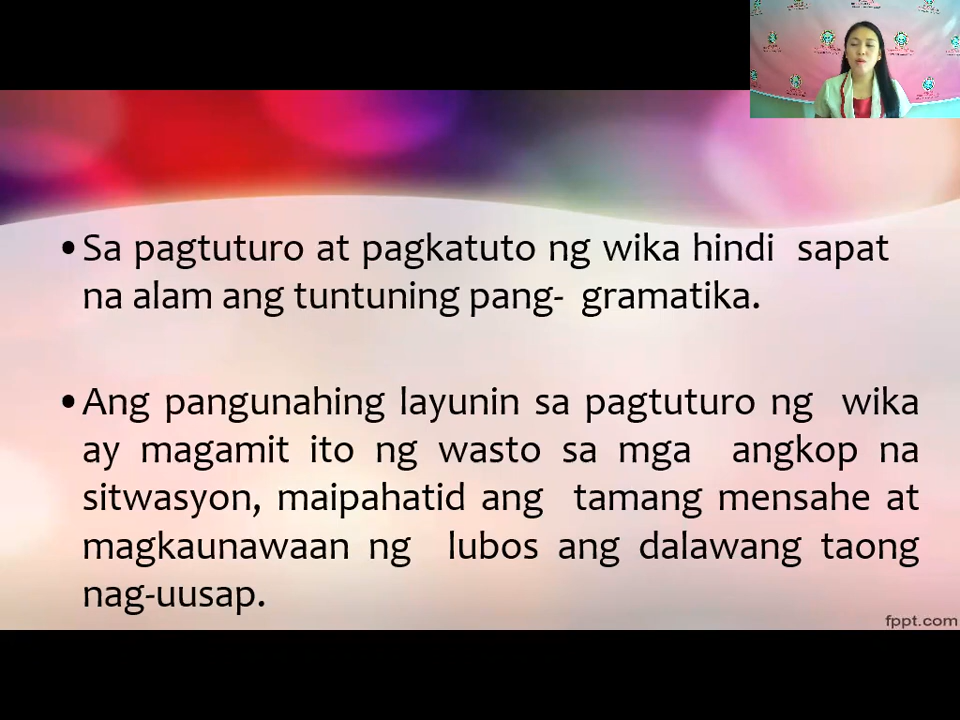 •Sa pagtuturo at pagkatuto ng wika hindi sapat
na alam ang tuntuning pang- gramatika.
•Ang pangunahing layunin sa pagtuturo ng wika
ay magamit ito ng wasto sa mga angkop na
sitwasyon, maipahatid ang tamang mensahe at
magkaunawaan ng lubos ang dalawang taong
nag-uusap.
fppt.com